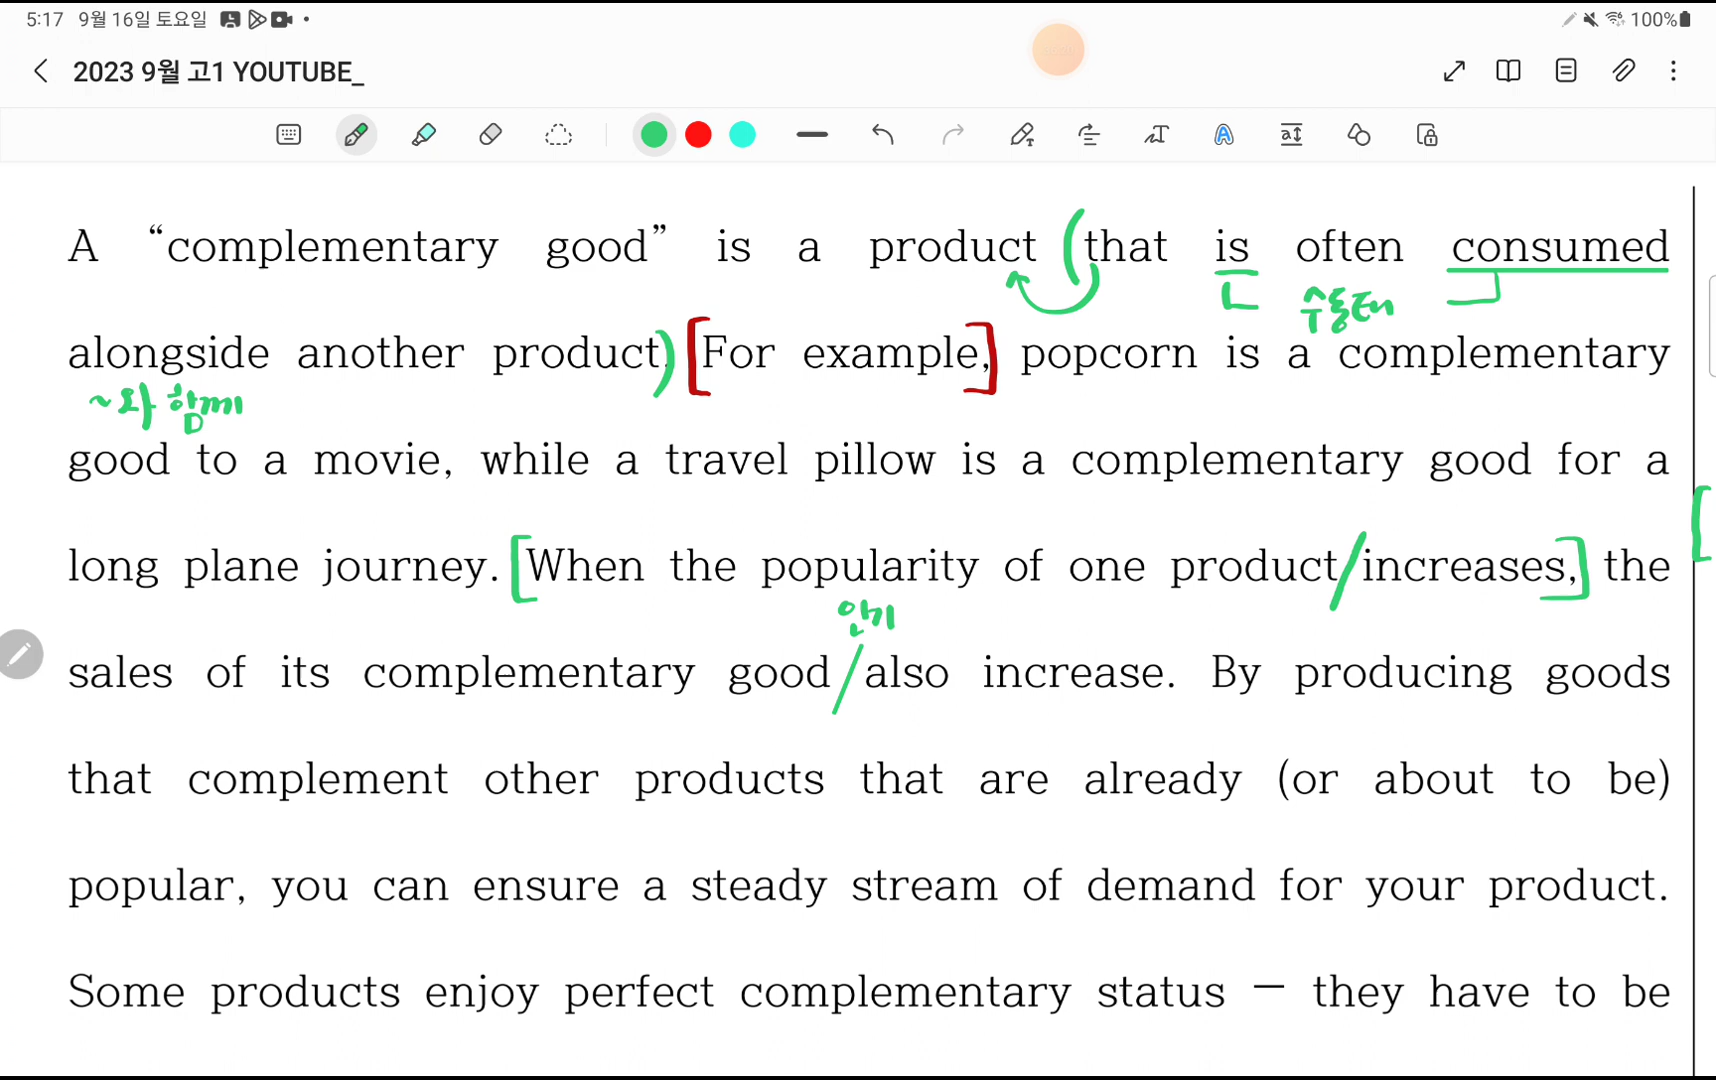 5:17 9월 16일 토요일
100%
2023 9월 고1 YOUTUBE_
A “complementary good” is a product (that is often consumed
수동태
alongside another product.) [For example,] popcorn is a complementary
~와 함께
good to a movie, while a travel pillow is a complementary good for a
long plane journey. [When the popularity of one product/increases,] the
인기
sales of its complementary good/also increase. By producing goods
that complement other products that are already (or about to be)
popular, you can ensure a steady stream of demand for your product.
Some products enjoy perfect complementary status — they have to be